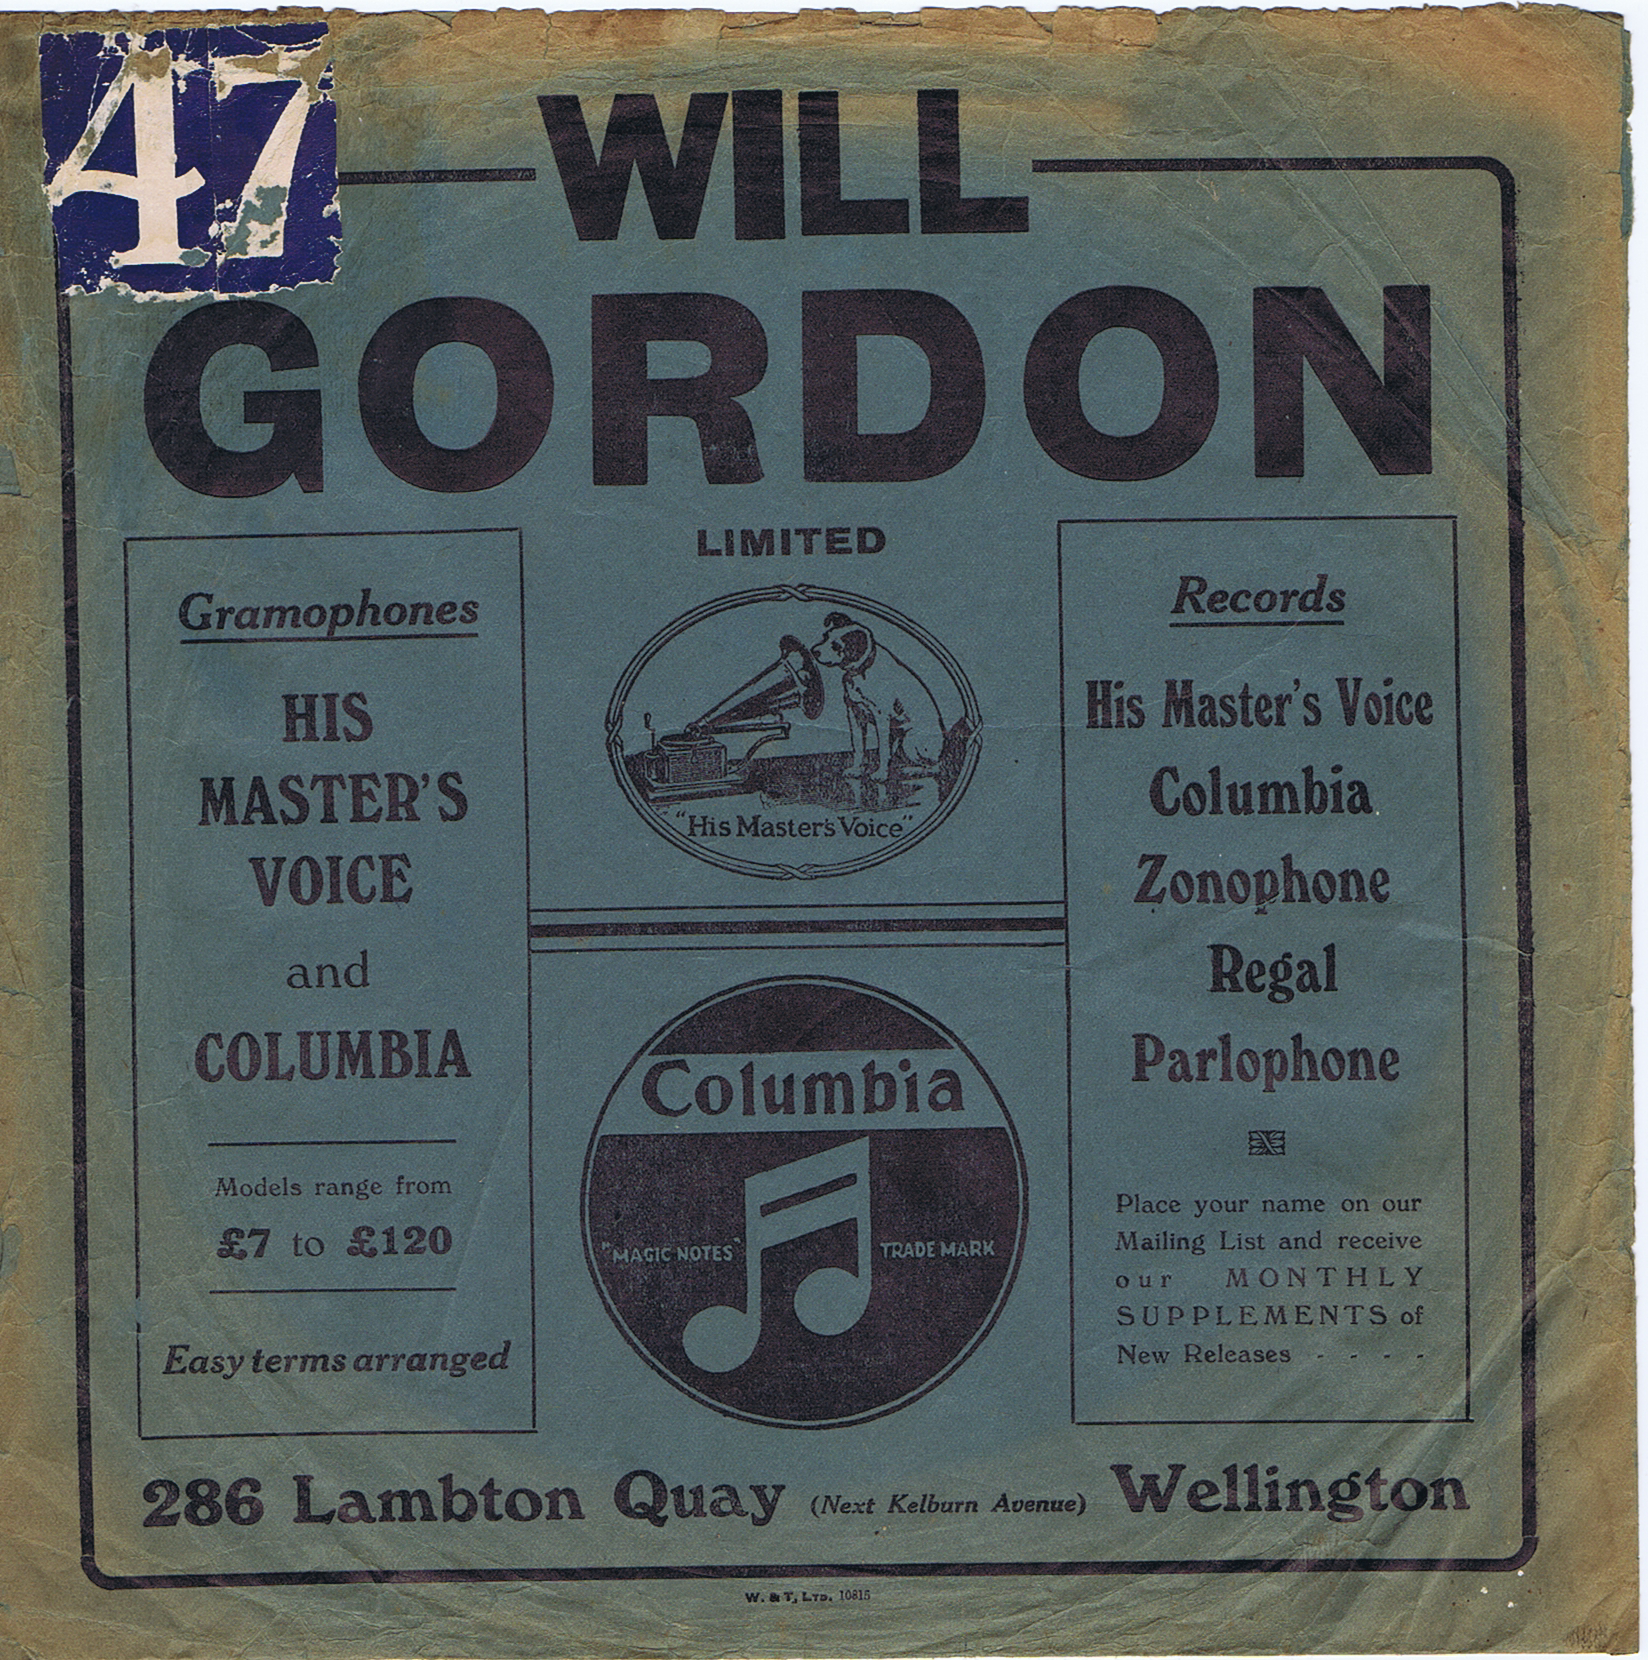 47
WILL
GORDON
LIMITED
Gramophones
HIS
MASTER'S
VOICE
and
COLUMBIA
Models range from
£7 to £120
Easy terms arranged
"His Master's Voice"
Columbia
"MAGIC NOTES" TRADE MARK
Records
His Master's Voice
Columbia
Zonophone
Regal
Parlophone
Place your name on our
Mailing List and receive
our MONTHLY
SUPPLEMENTS of
New Releases - - - -
286 Lambton Quay (Next Kelburn Avenue) Wellington
W. & T, LTD. 10815